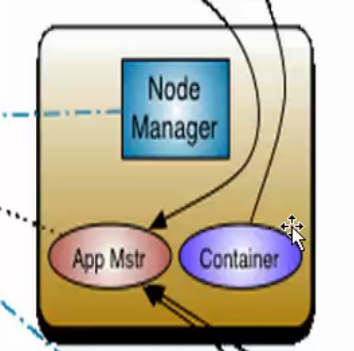 Node
Manager
App Mstr
Container